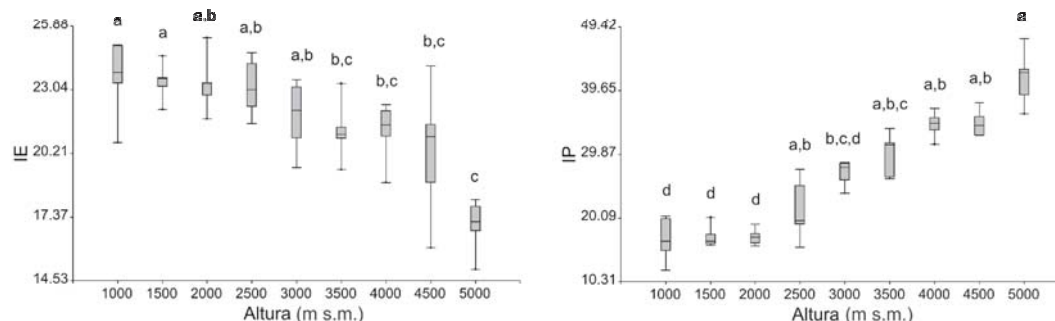 25.88
23.04
20.21
17.37
14.53
IE
a
a
a,b
a,b
a,b
b,c
b,c
b,c
c
1000 1500 2000 2500 3000 3500 4000 4500 5000
Altura (m s.m.)
49.42
39.65
29.87
20.09
10.31
IP
d
d
d
a,b
b,c,d
a,b,c
a,b
a,b
a
1000 1500 2000 2500 3000 3500 4000 4500 5000
Altura (m s.m.)